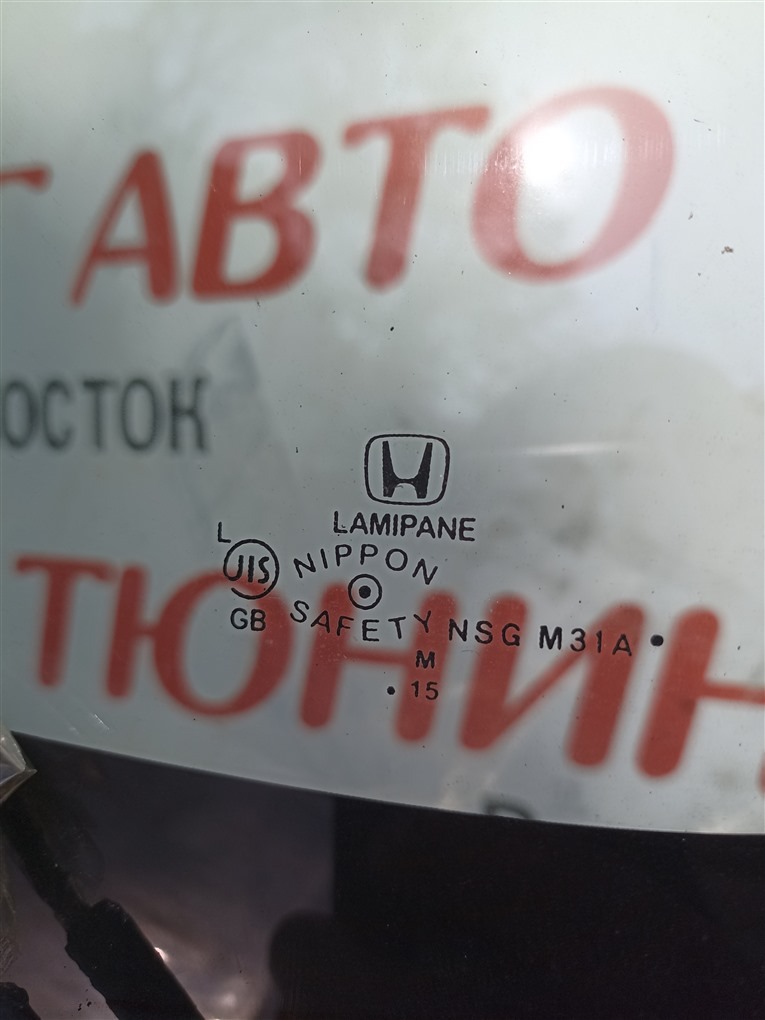 АВТО
ОСТОК
LAMIPANE
L
JIS
NIPPON
GB
SAFETY NSG M31A •
M
• 15
ТЮНИН